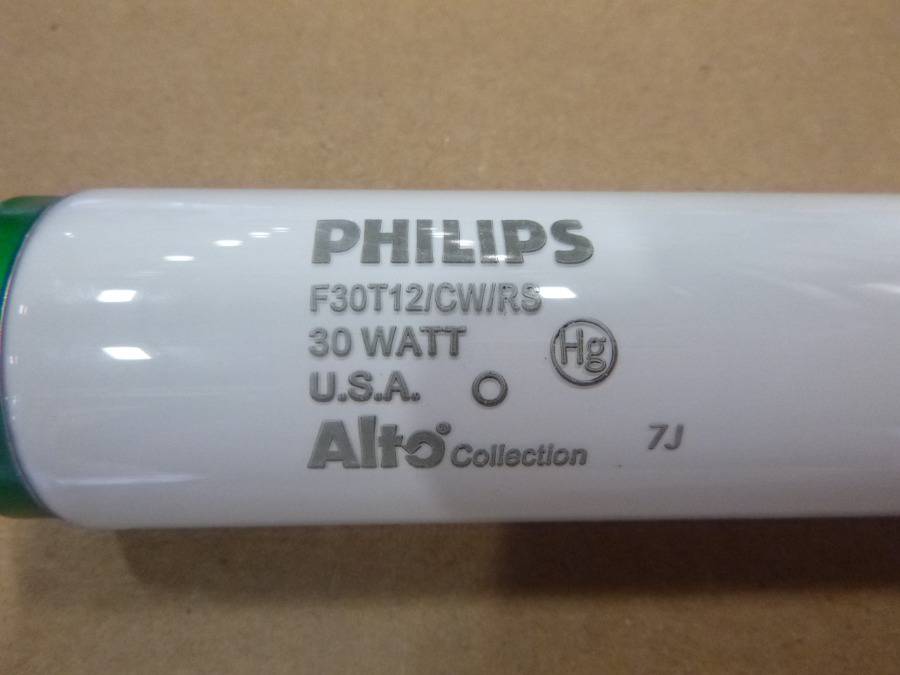 PHILIPS
F30T12/CW/RS
30 WATT
Hg
U.S.A.
Alto® Collection
7J